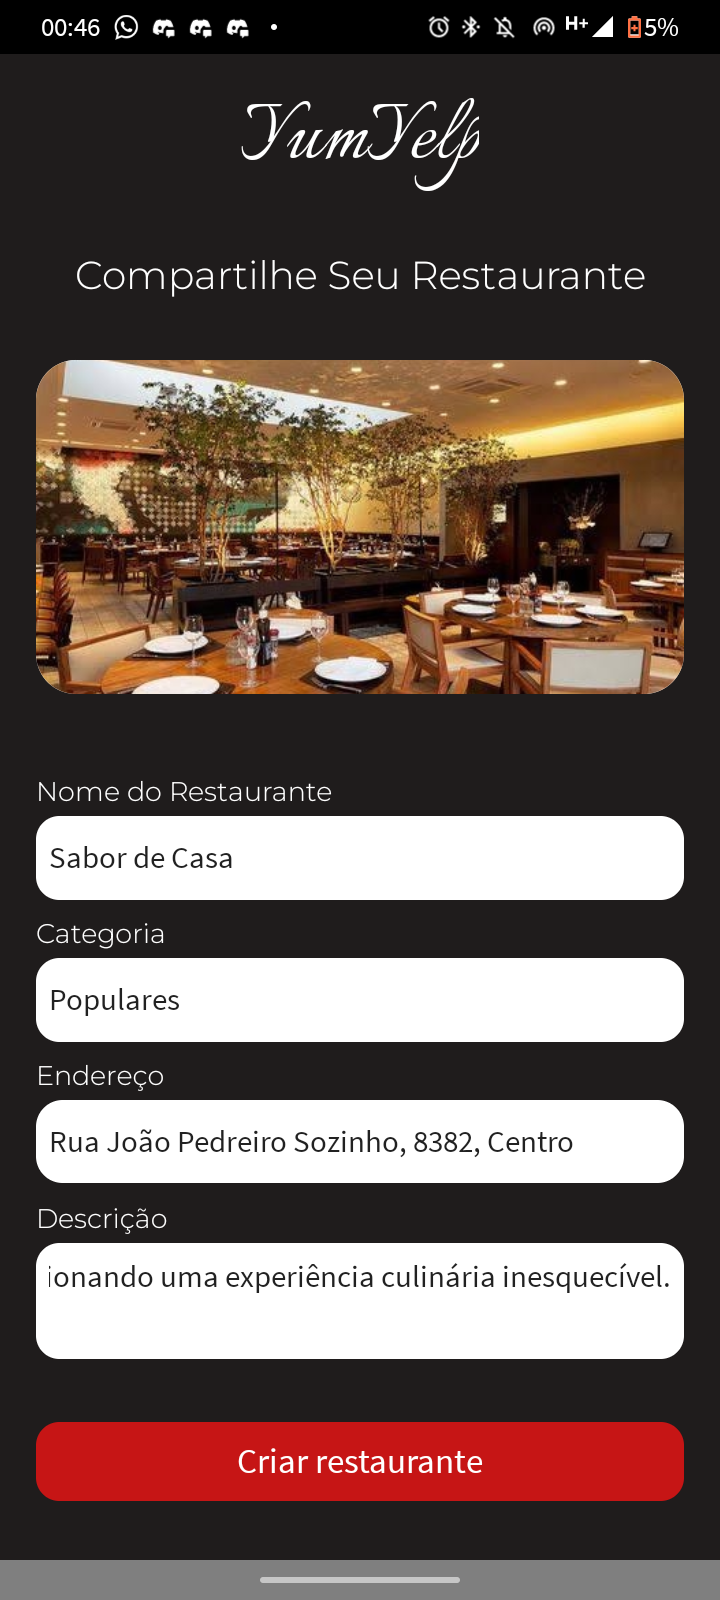 00:46
H+
5%
YumYelp
Compartilhe Seu Restaurante
Nome do Restaurante
Sabor de Casa
Categoria
Populares
Endereço
Rua João Pedreiro Sozinho, 8382, Centro
Descrição
ionando uma experiência culinária inesquecível.
Criar restaurante